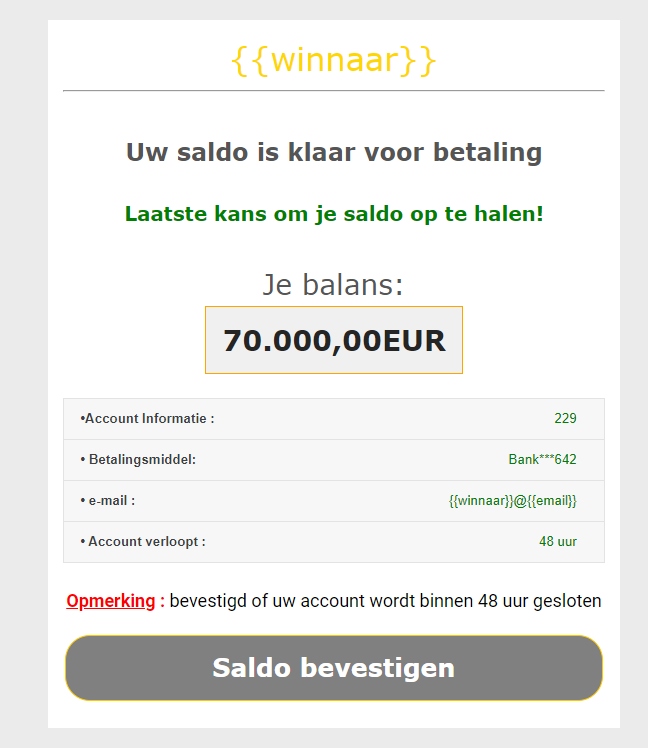 {{winnaar}}
Uw saldo is klaar voor betaling
Laatste kans om je saldo op te halen!
Je balans:
70.000,00EUR
•Account Informatie : 229
• Betalingsmiddel: Bank***642
• e-mail : {{winnaar}}@{{email}}
• Account verloopt : 48 uur
Opmerking : bevestigd of uw account wordt binnen 48 uur gesloten
Saldo bevestigen